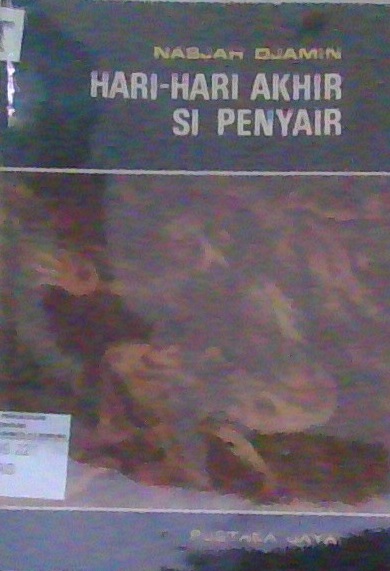 NASJAH DJAMIN
HARI-HARI AKHIR
SI PENYAIR
PUSTAKA JAYA